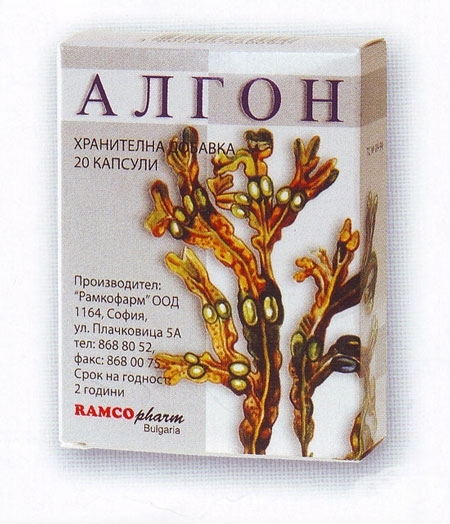 АЛГОН
ХРАНИТЕЛНА ДОБАВКА
20 КАПСУЛИ
Производител:
"Рамкофарм" ООД
1164, София,
ул. Плачковица 5А
тел: 868 80 52,
факс: 868 00 75
Срок на годност:
2 години
RAMCOpharm
Bulgaria